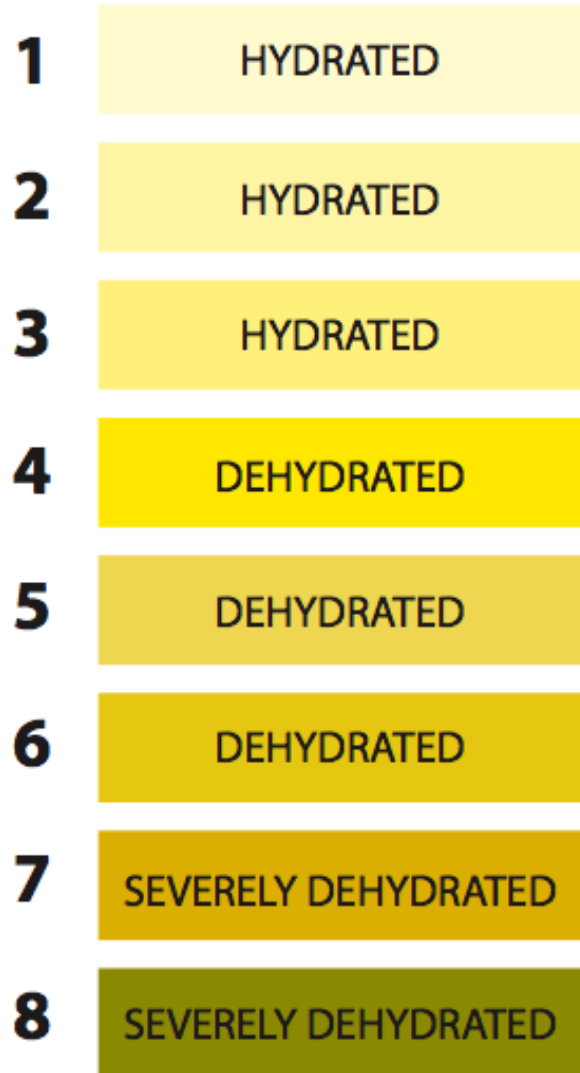 1 HYDRATED
2 HYDRATED
3 HYDRATED
4 DEHYDRATED
5 DEHYDRATED
6 DEHYDRATED
7 SEVERELY DEHYDRATED
8 SEVERELY DEHYDRATED